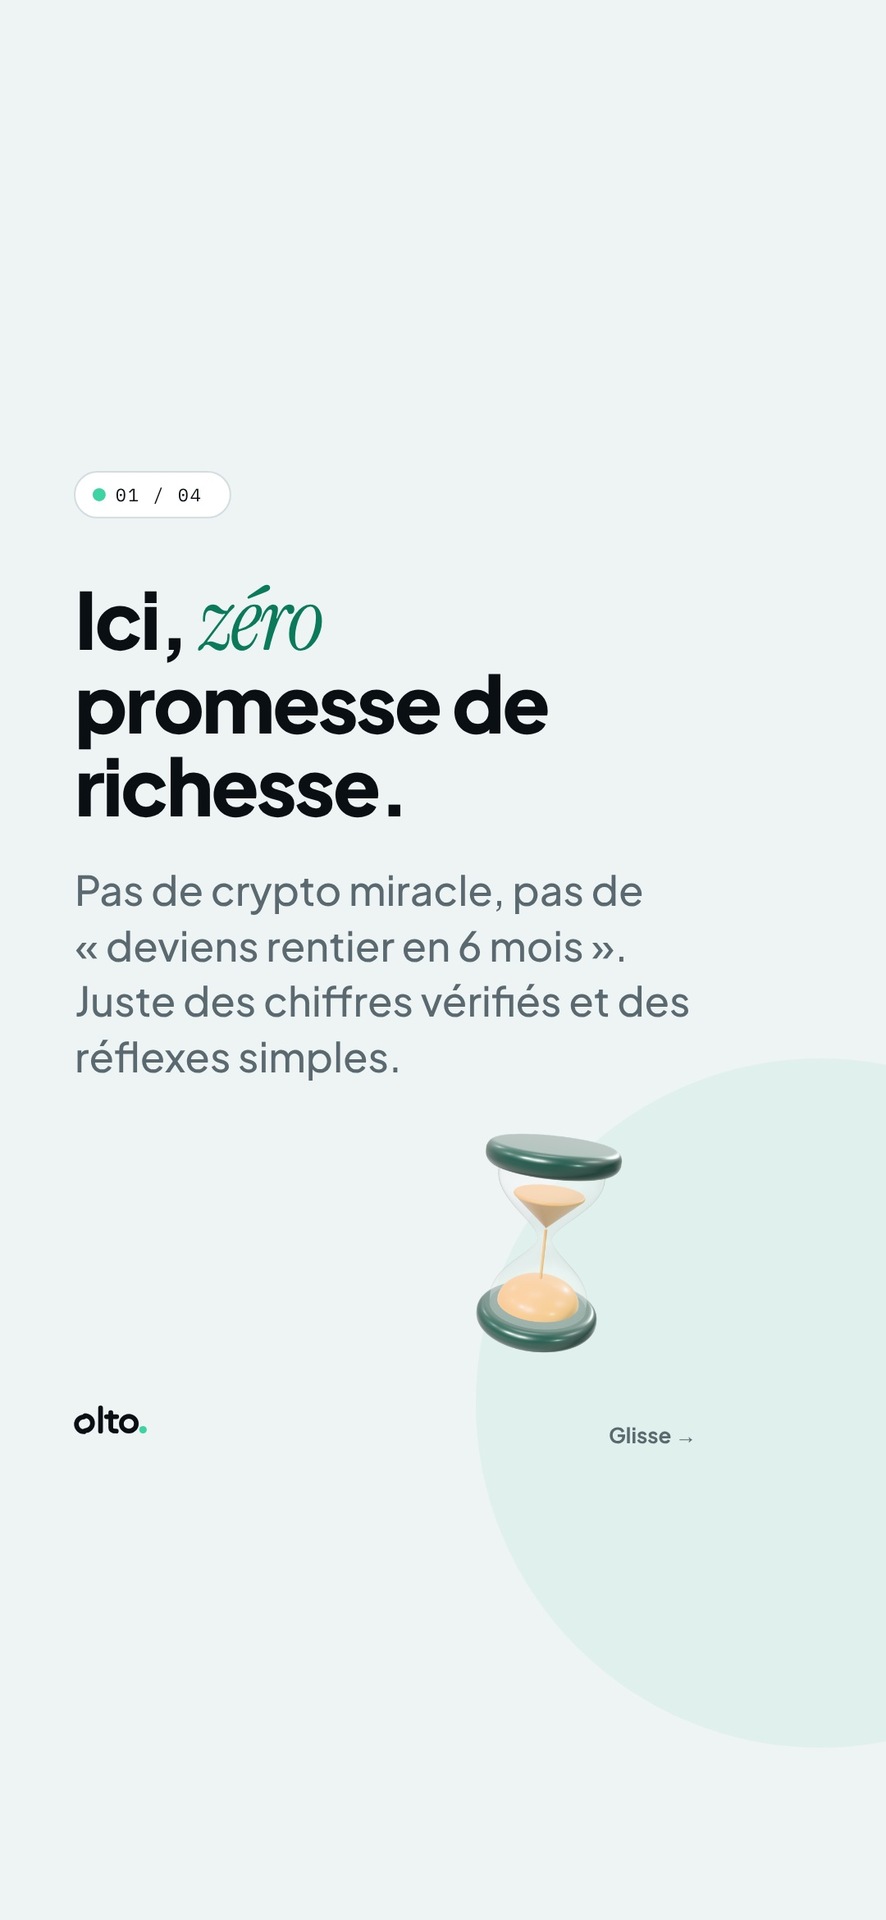 01 / 04
Ici, zéro
promesse de
richesse.
Pas de crypto miracle, pas de
« deviens rentier en 6 mois ».
Juste des chiffres vérifiés et des
réflexes simples.
olto.
Glisse →